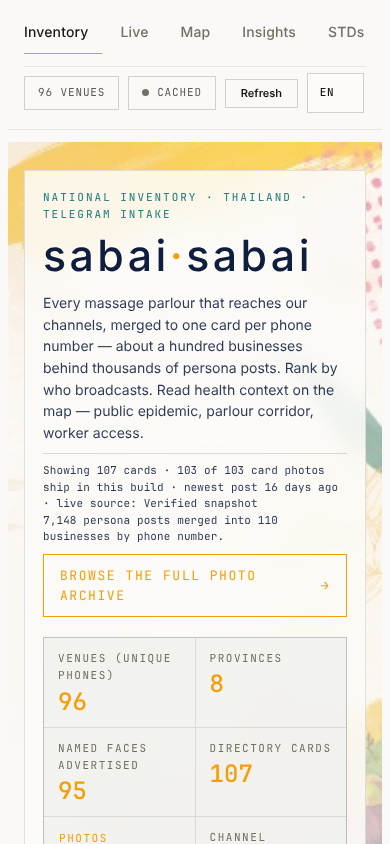 Inventory Live Map Insights STDs
96 VENUES CACHED Refresh EN
NATIONAL INVENTORY · THAILAND ·
TELEGRAM INTAKE
sabai·sabai
Every massage parlour that reaches our
channels, merged to one card per phone
number — about a hundred businesses
behind thousands of persona posts. Rank by
who broadcasts. Read health context on the
map — public epidemic, parlour corridor,
worker access.
Showing 107 cards · 103 of 103 card photos
ship in this build · newest post 16 days ago
· live source: Verified snapshot
7,148 persona posts merged into 110
businesses by phone number.
BROWSE THE FULL PHOTO
ARCHIVE →
VENUES (UNIQUE
PHONES)
96
PROVINCES
8
NAMED FACES
ADVERTISED
95
DIRECTORY CARDS
107
PHOTOS
CHANNEL